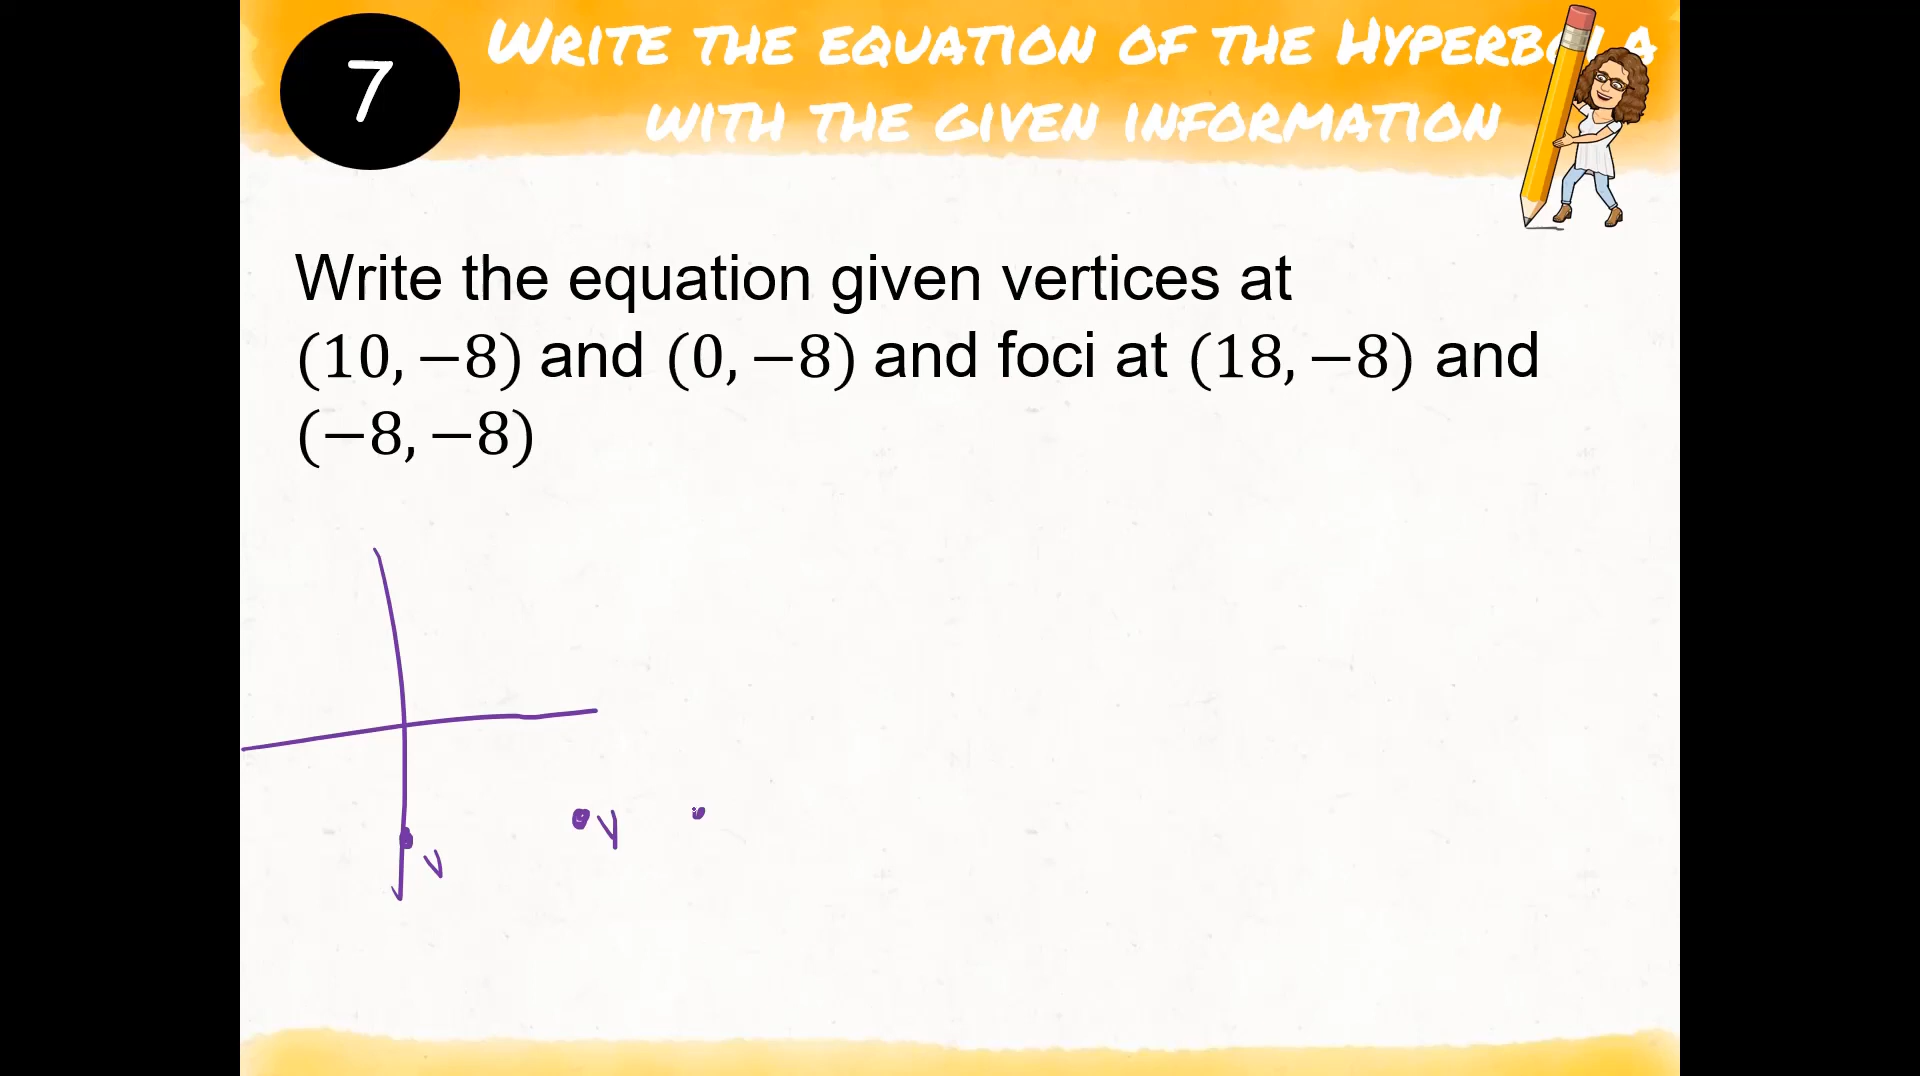 7
WRITE THE EQUATION OF THE HYPERBOLA
WITH THE GIVEN INFORMATION
Write the equation given vertices at
(10, −8) and (0, −8) and foci at (18, −8) and
(−8, −8)
V
V